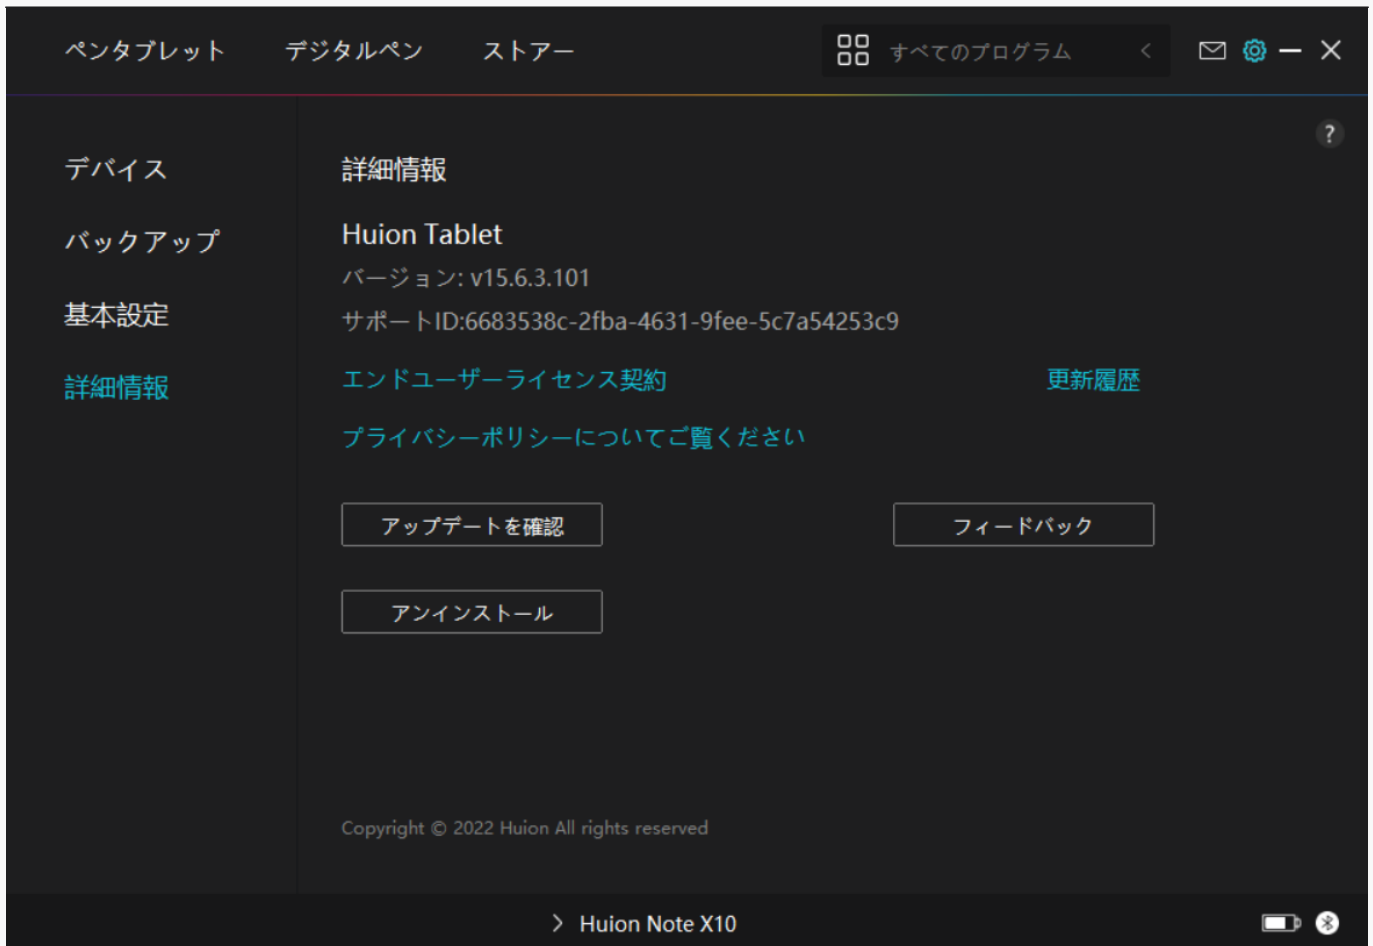 ペンタブレット デジタルペン ストアー すべてのプログラム
?
デバイス
バックアップ
基本設定
詳細情報
詳細情報
Huion Tablet
バージョン: v15.6.3.101
サポートID:6683538c-2fba-4631-9fee-5c7a54253c9
エンドユーザーライセンス契約 更新履歴
プライバシーポリシーについてご覧ください
アップデートを確認 フィードバック
アンインストール
Copyright © 2022 Huion All rights reserved
Huion Note X10